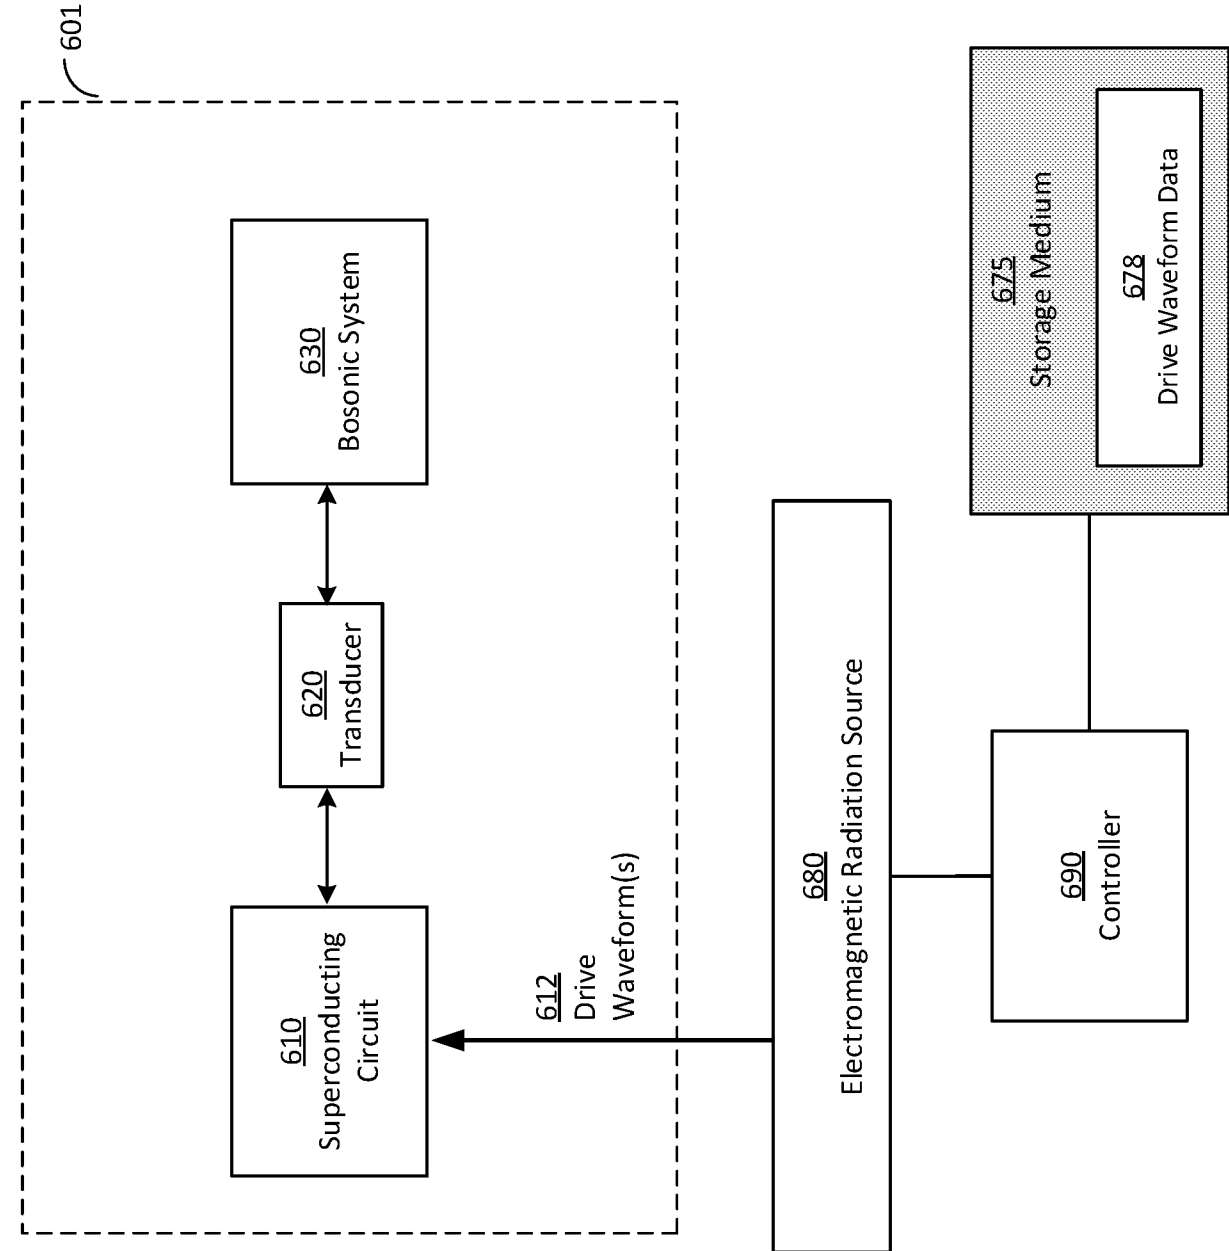 601
610
Superconducting
Circuit
620
Transducer
630
Bosonic System
612
Drive
Waveform(s)
680
Electromagnetic Radiation Source
690
Controller
675
Storage Medium
678
Drive Waveform Data